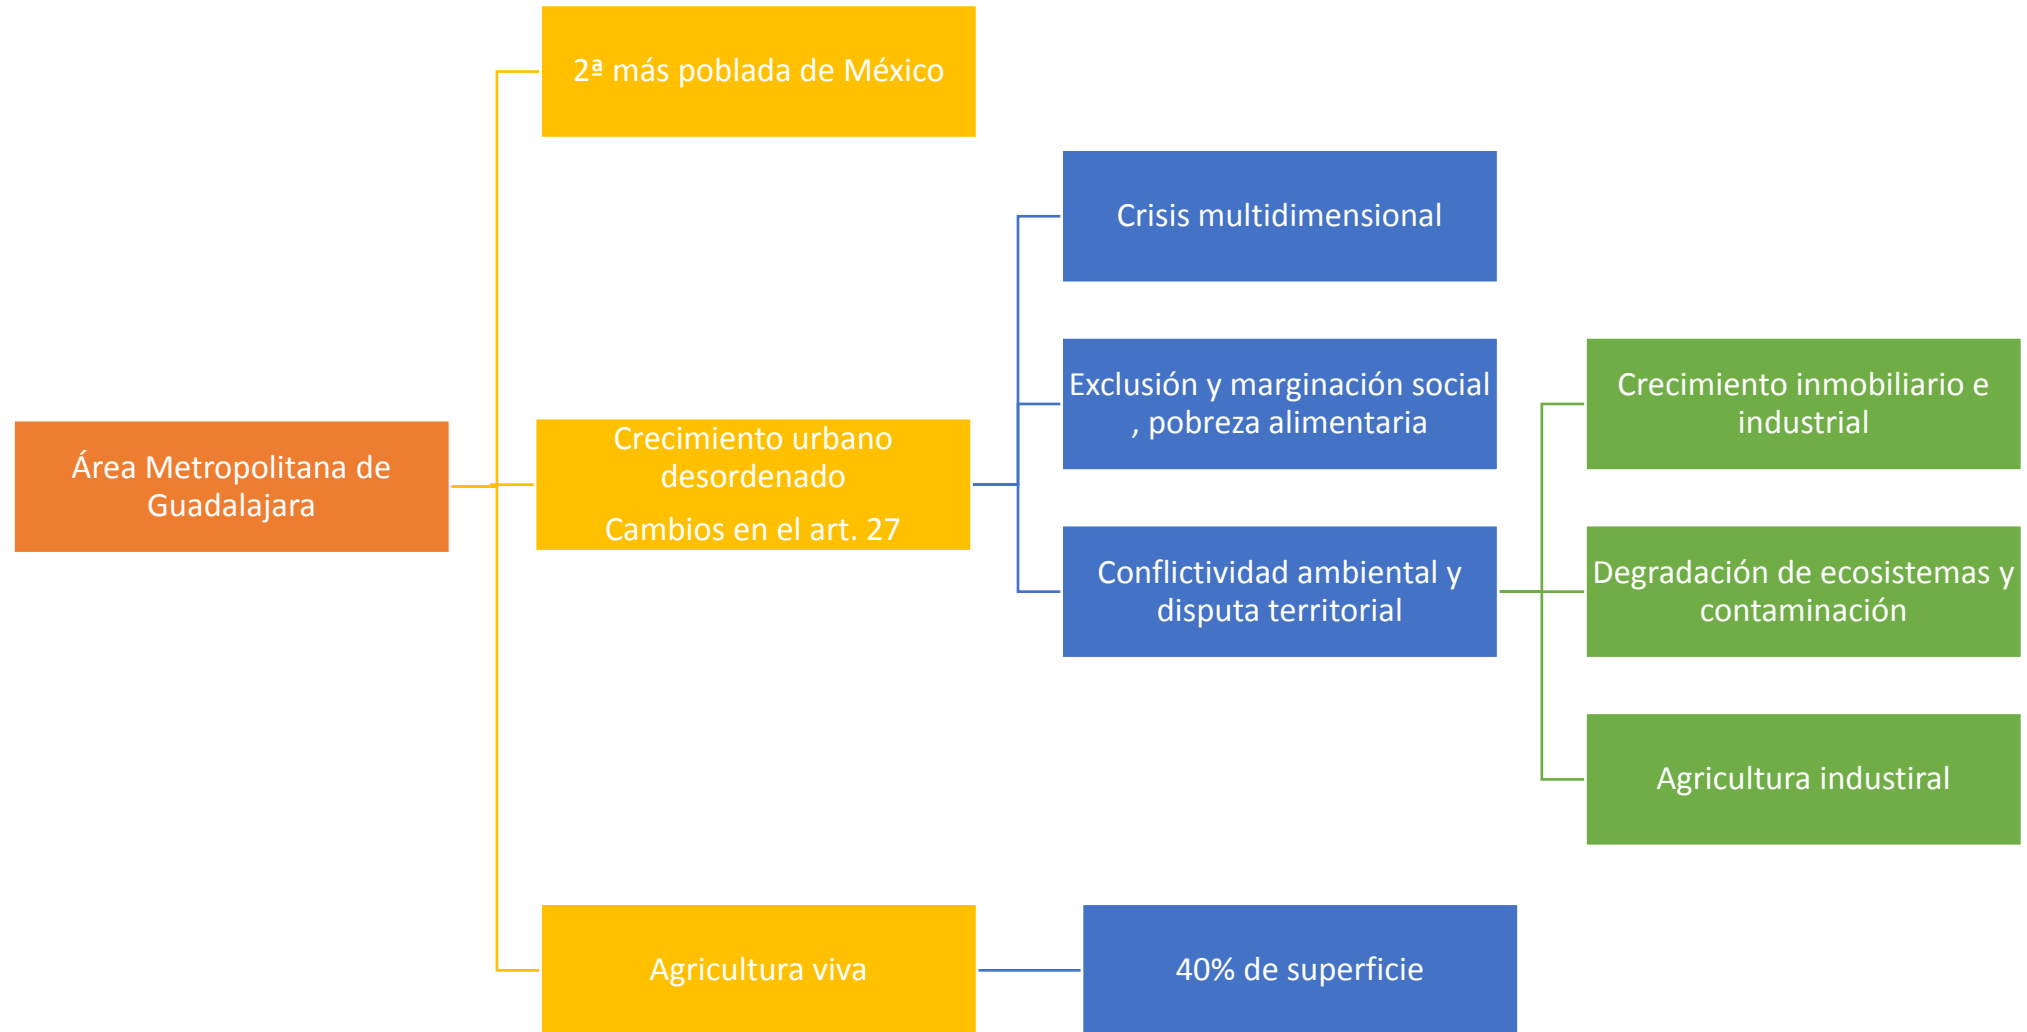 Área Metropolitana de
Guadalajara
2ª más poblada de México
Crecimiento urbano
desordenado
Cambios en el art. 27
Crisis multidimensional
Exclusión y marginación social
, pobreza alimentaria
Conflictividad ambiental y
disputa territorial
Crecimiento inmobiliario e
industrial
Degradación de ecosistemas y
contaminación
Agricultura industiral
Agricultura viva
40% de superficie